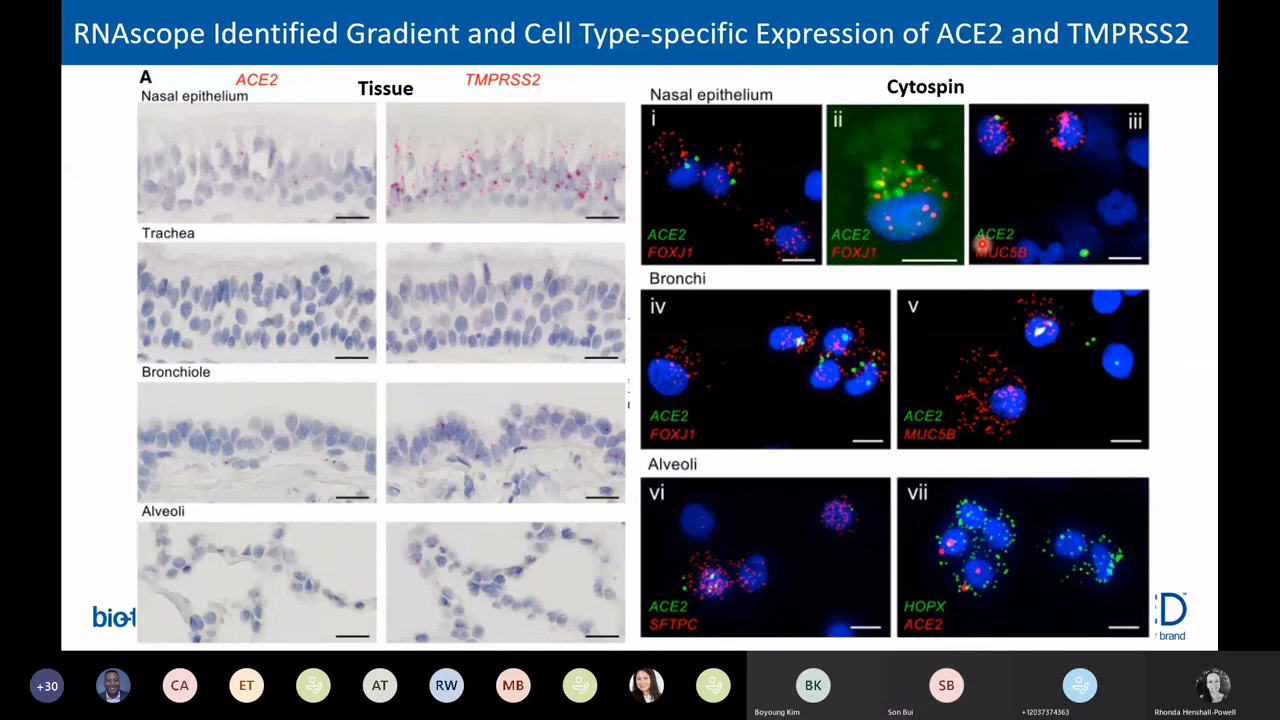 RNAscope Identified Gradient and Cell Type-specific Expression of ACE2 and TMPRSS2
A
ACE2
Tissue
TMPRSS2
Nasal epithelium
Trachea
Bronchiole
Alveoli
Cytospin
Nasal epithelium
i
ACE2
FOXJ1
ii
ACE2
FOXJ1
iii
ACE2
MUC5B
Bronchi
iv
ACE2
FOXJ1
v
ACE2
MUC5B
Alveoli
vi
ACE2
SFTPC
vii
HOPX
ACE2
bio-t
D
brand
+30
CA
ET
AT
RW
MB
BK
Boyoung Kim
SB
Son Bui
+12037374363
Rhonda Henshall-Powell